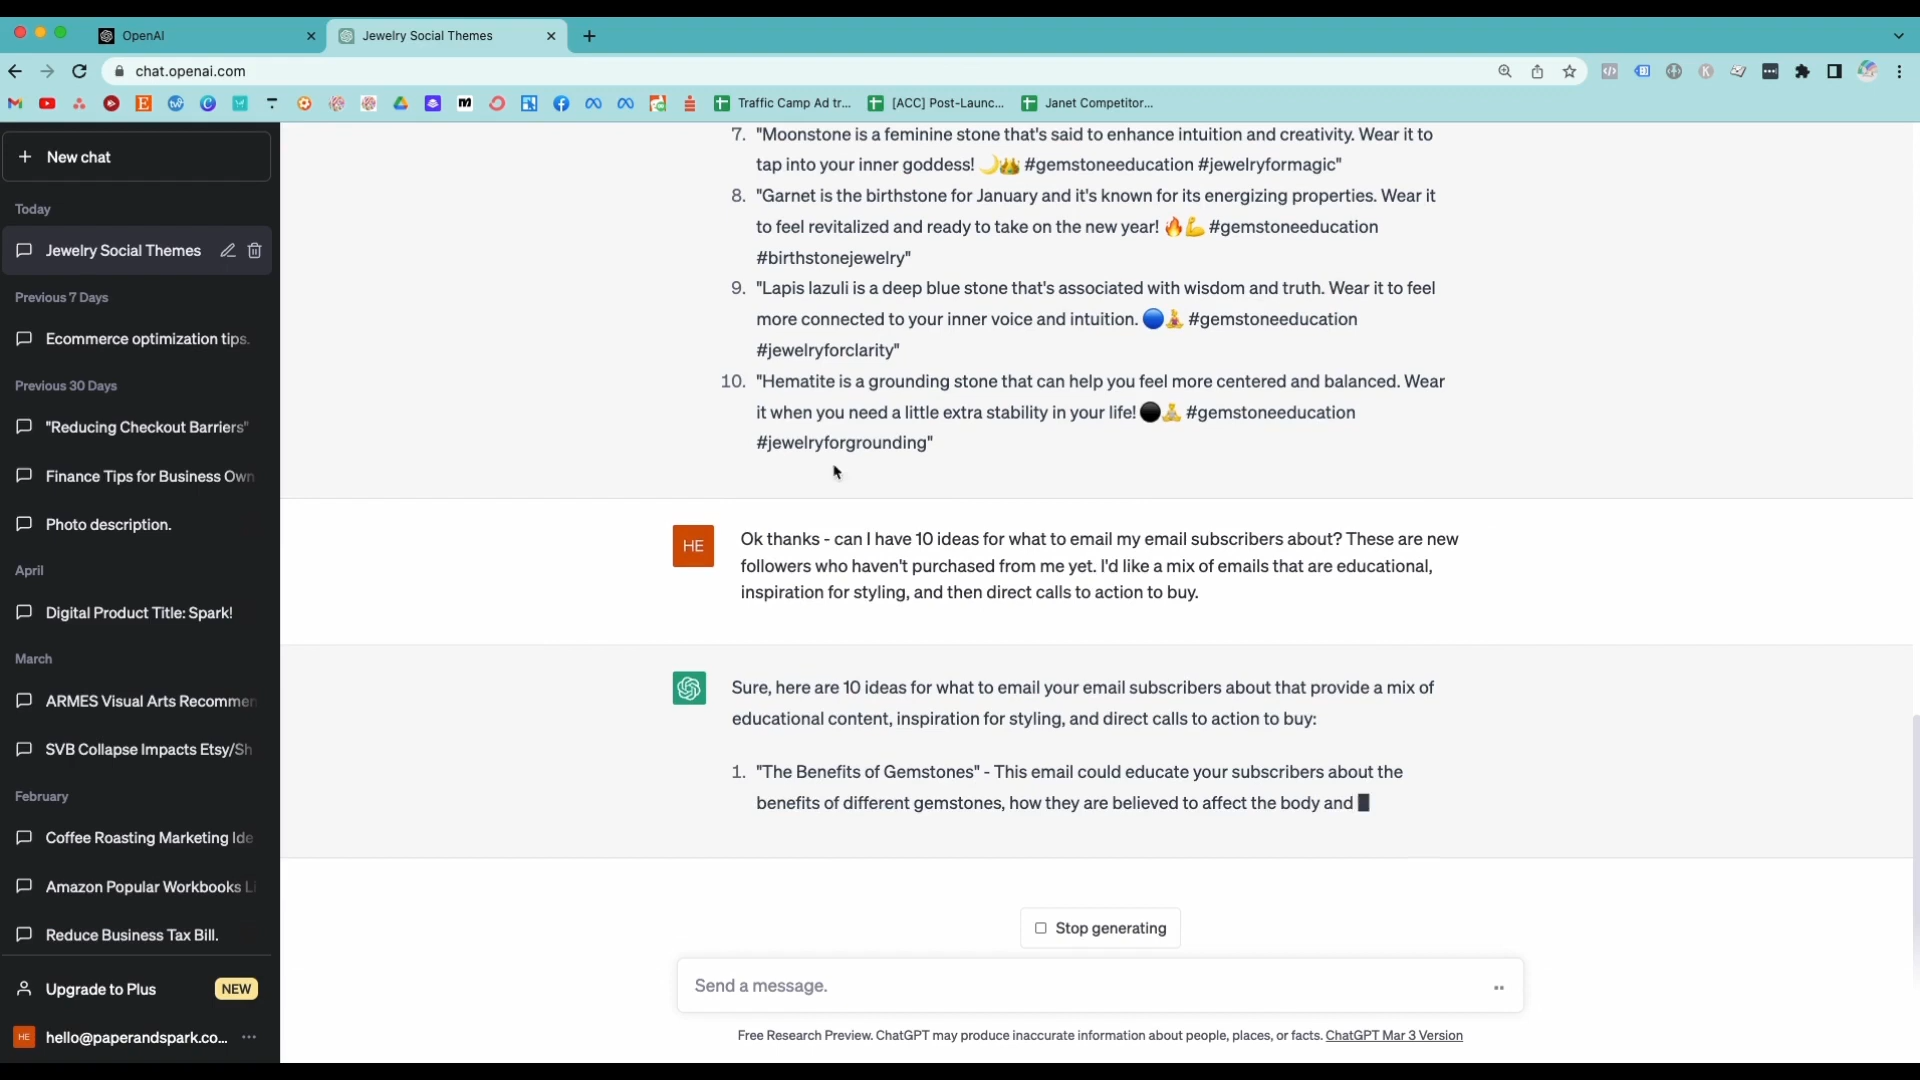 OpenAI
Jewelry Social Themes
chat.openai.com
Traffic Camp Ad tr...
[ACC] Post-Launc...
Janet Competitor...
New chat
Today
Jewelry Social Themes
Previous 7 Days
Ecommerce optimization tips.
Previous 30 Days
"Reducing Checkout Barriers"
Finance Tips for Business Own
Photo description.
April
Digital Product Title: Spark!
March
ARMES Visual Arts Recommen
SVB Collapse Impacts Etsy/Sh
February
Coffee Roasting Marketing Ide
Amazon Popular Workbooks Li
Reduce Business Tax Bill.
Upgrade to Plus
NEW
HE
hello@paperandspark.co...
7. "Moonstone is a feminine stone that's said to enhance intuition and creativity. Wear it to
tap into your inner goddess! 🌙👑 #gemstoneeducation #jewelryformagic"
8. "Garnet is the birthstone for January and it's known for its energizing properties. Wear it
to feel revitalized and ready to take on the new year! 🔥💪 #gemstoneeducation
#birthstonejewelry"
9. "Lapis lazuli is a deep blue stone that's associated with wisdom and truth. Wear it to feel
more connected to your inner voice and intuition. 🔵🧘 #gemstoneeducation
#jewelryforclarity"
10. "Hematite is a grounding stone that can help you feel more centered and balanced. Wear
it when you need a little extra stability in your life! ⚫🧘 #gemstoneeducation
#jewelryforgrounding"
HE
Ok thanks - can I have 10 ideas for what to email my email subscribers about? These are new
followers who haven't purchased from me yet. I'd like a mix of emails that are educational,
inspiration for styling, and then direct calls to action to buy.
Sure, here are 10 ideas for what to email your email subscribers about that provide a mix of
educational content, inspiration for styling, and direct calls to action to buy:
1. "The Benefits of Gemstones" - This email could educate your subscribers about the
benefits of different gemstones, how they are believed to affect the body and
Stop generating
Send a message.
Free Research Preview. ChatGPT may produce inaccurate information about people, places, or facts. ChatGPT Mar 3 Version